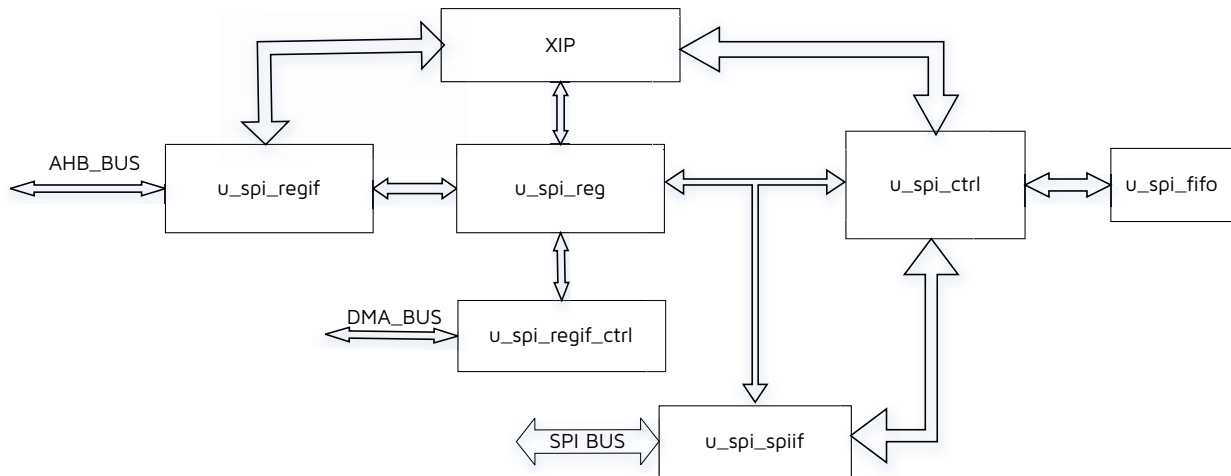 XIP
AHB_BUS
u_spi_regif
u_spi_reg
u_spi_ctrl
u_spi_fifo
DMA_BUS
u_spi_regif_ctrl
SPI BUS
u_spi_spiif